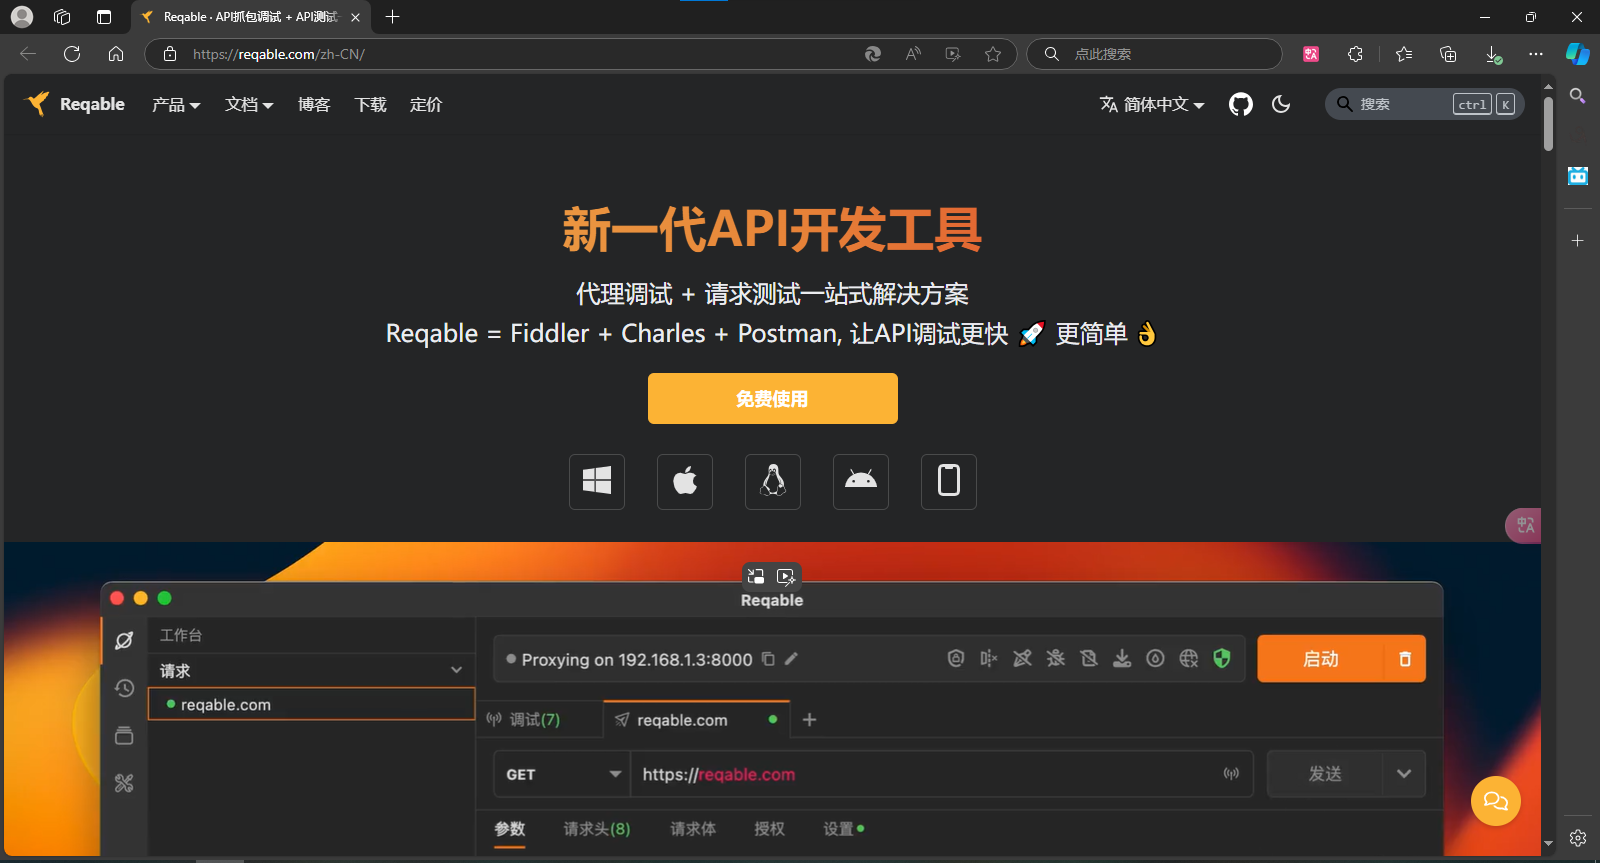 Reqable · API抓包调试 + API测试
https://reqable.com/zh-CN/
点此搜索
Reqable 产品 文档 博客 下载 定价 简体中文 搜索 ctrl K
新一代API开发工具
代理调试 + 请求测试一站式解决方案
Reqable = Fiddler + Charles + Postman, 让API调试更快 🚀 更简单 👌
免费使用
Reqable
工作台
请求
reqable.com
Proxying on 192.168.1.3:8000
启动
调试(7)
reqable.com
GET
https://reqable.com
发送
参数 请求头(8) 请求体 授权 设置